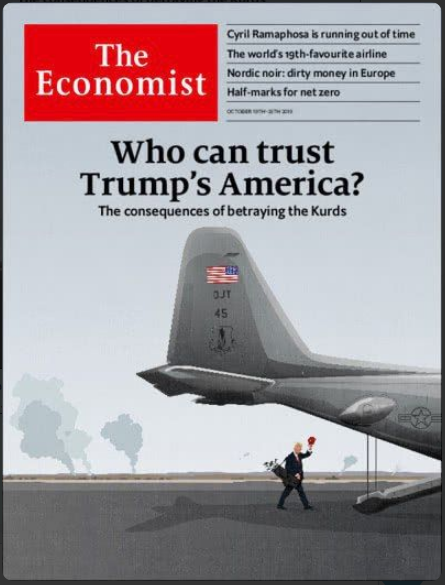 The
Economist
Cyril Ramaphosa is running out of time
The world's 19th-favourite airline
Nordic noir: dirty money in Europe
Half-marks for net zero
OCTOBER 19TH–25TH 2019
Who can trust
Trump's America?
The consequences of betraying the Kurds
DJT
45